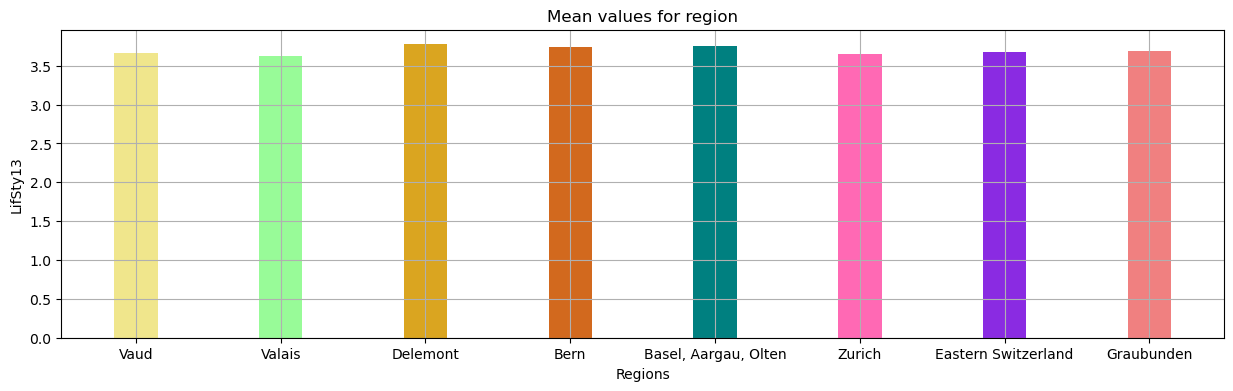 Mean values for region
LifSty13
3.5
3.0
2.5
2.0
1.5
1.0
0.5
0.0
Vaud Valais Delemont Bern Basel, Aargau, Olten Zurich Eastern Switzerland Graubunden
Regions